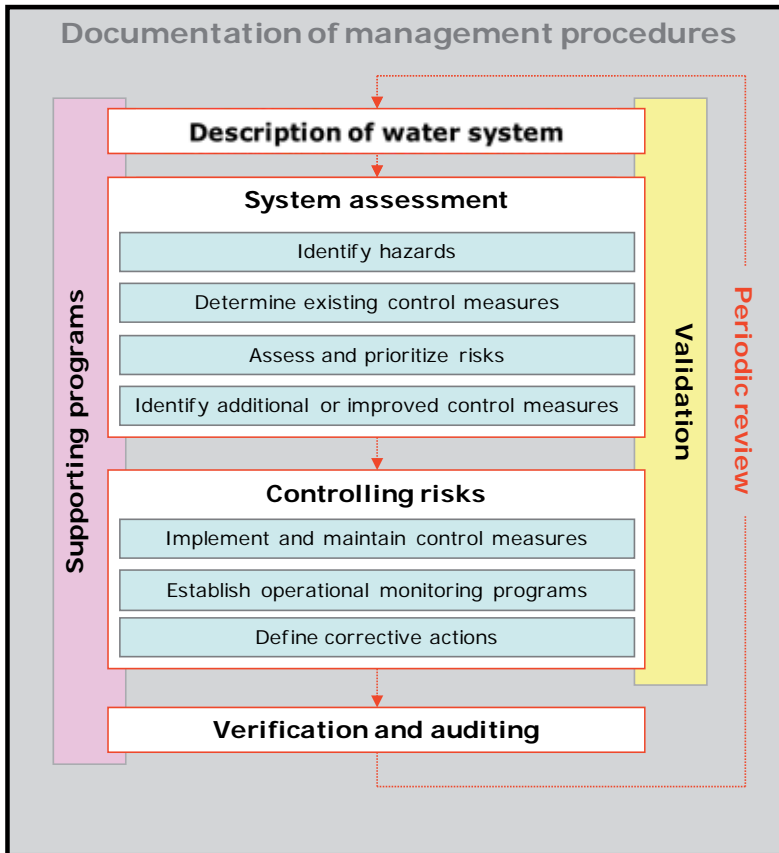 Documentation of management procedures
Description of water system
System assessment
Identify hazards
Determine existing control measures
Assess and prioritize risks
Identify additional or improved control measures
Controlling risks
Implement and maintain control measures
Establish operational monitoring programs
Define corrective actions
Verification and auditing
Supporting programs
Validation
Periodic review